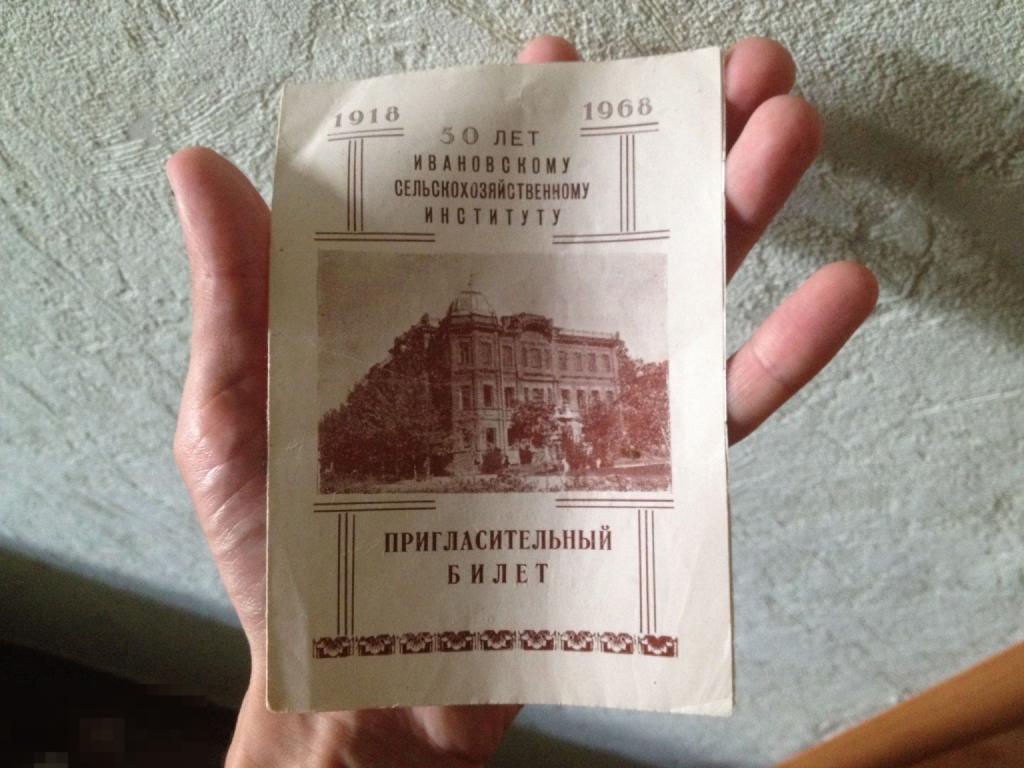 1918 1968
50 ЛЕТ
ИВАНОВСКОМУ
СЕЛЬСКОХОЗЯЙСТВЕННОМУ
ИНСТИТУТУ
ПРИГЛАСИТЕЛЬНЫЙ
БИЛЕТ